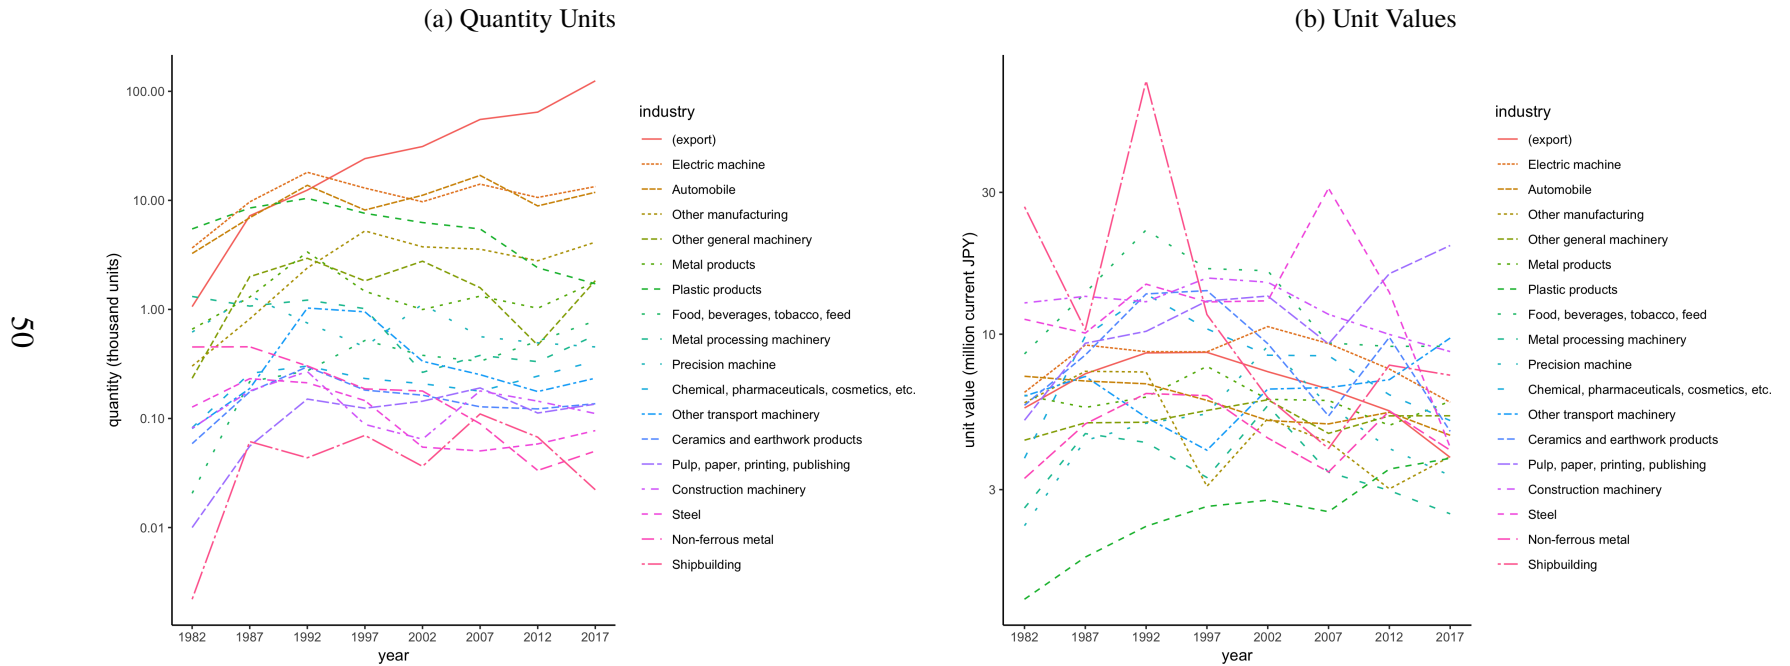 (a) Quantity Units
quantity (thousand units)
100.00
10.00
1.00
0.10
0.01
1982 1987 1992 1997 2002 2007 2012 2017
year
industry
(export)
Electric machine
Automobile
Other manufacturing
Other general machinery
Metal products
Plastic products
Food, beverages, tobacco, feed
Metal processing machinery
Precision machine
Chemical, pharmaceuticals, cosmetics, etc.
Other transport machinery
Ceramics and earthwork products
Pulp, paper, printing, publishing
Construction machinery
Steel
Non-ferrous metal
Shipbuilding
(b) Unit Values
unit value (million current JPY)
30
10
3
1982 1987 1992 1997 2002 2007 2012 2017
year
industry
(export)
Electric machine
Automobile
Other manufacturing
Other general machinery
Metal products
Plastic products
Food, beverages, tobacco, feed
Metal processing machinery
Precision machine
Chemical, pharmaceuticals, cosmetics, etc.
Other transport machinery
Ceramics and earthwork products
Pulp, paper, printing, publishing
Construction machinery
Steel
Non-ferrous metal
Shipbuilding
50